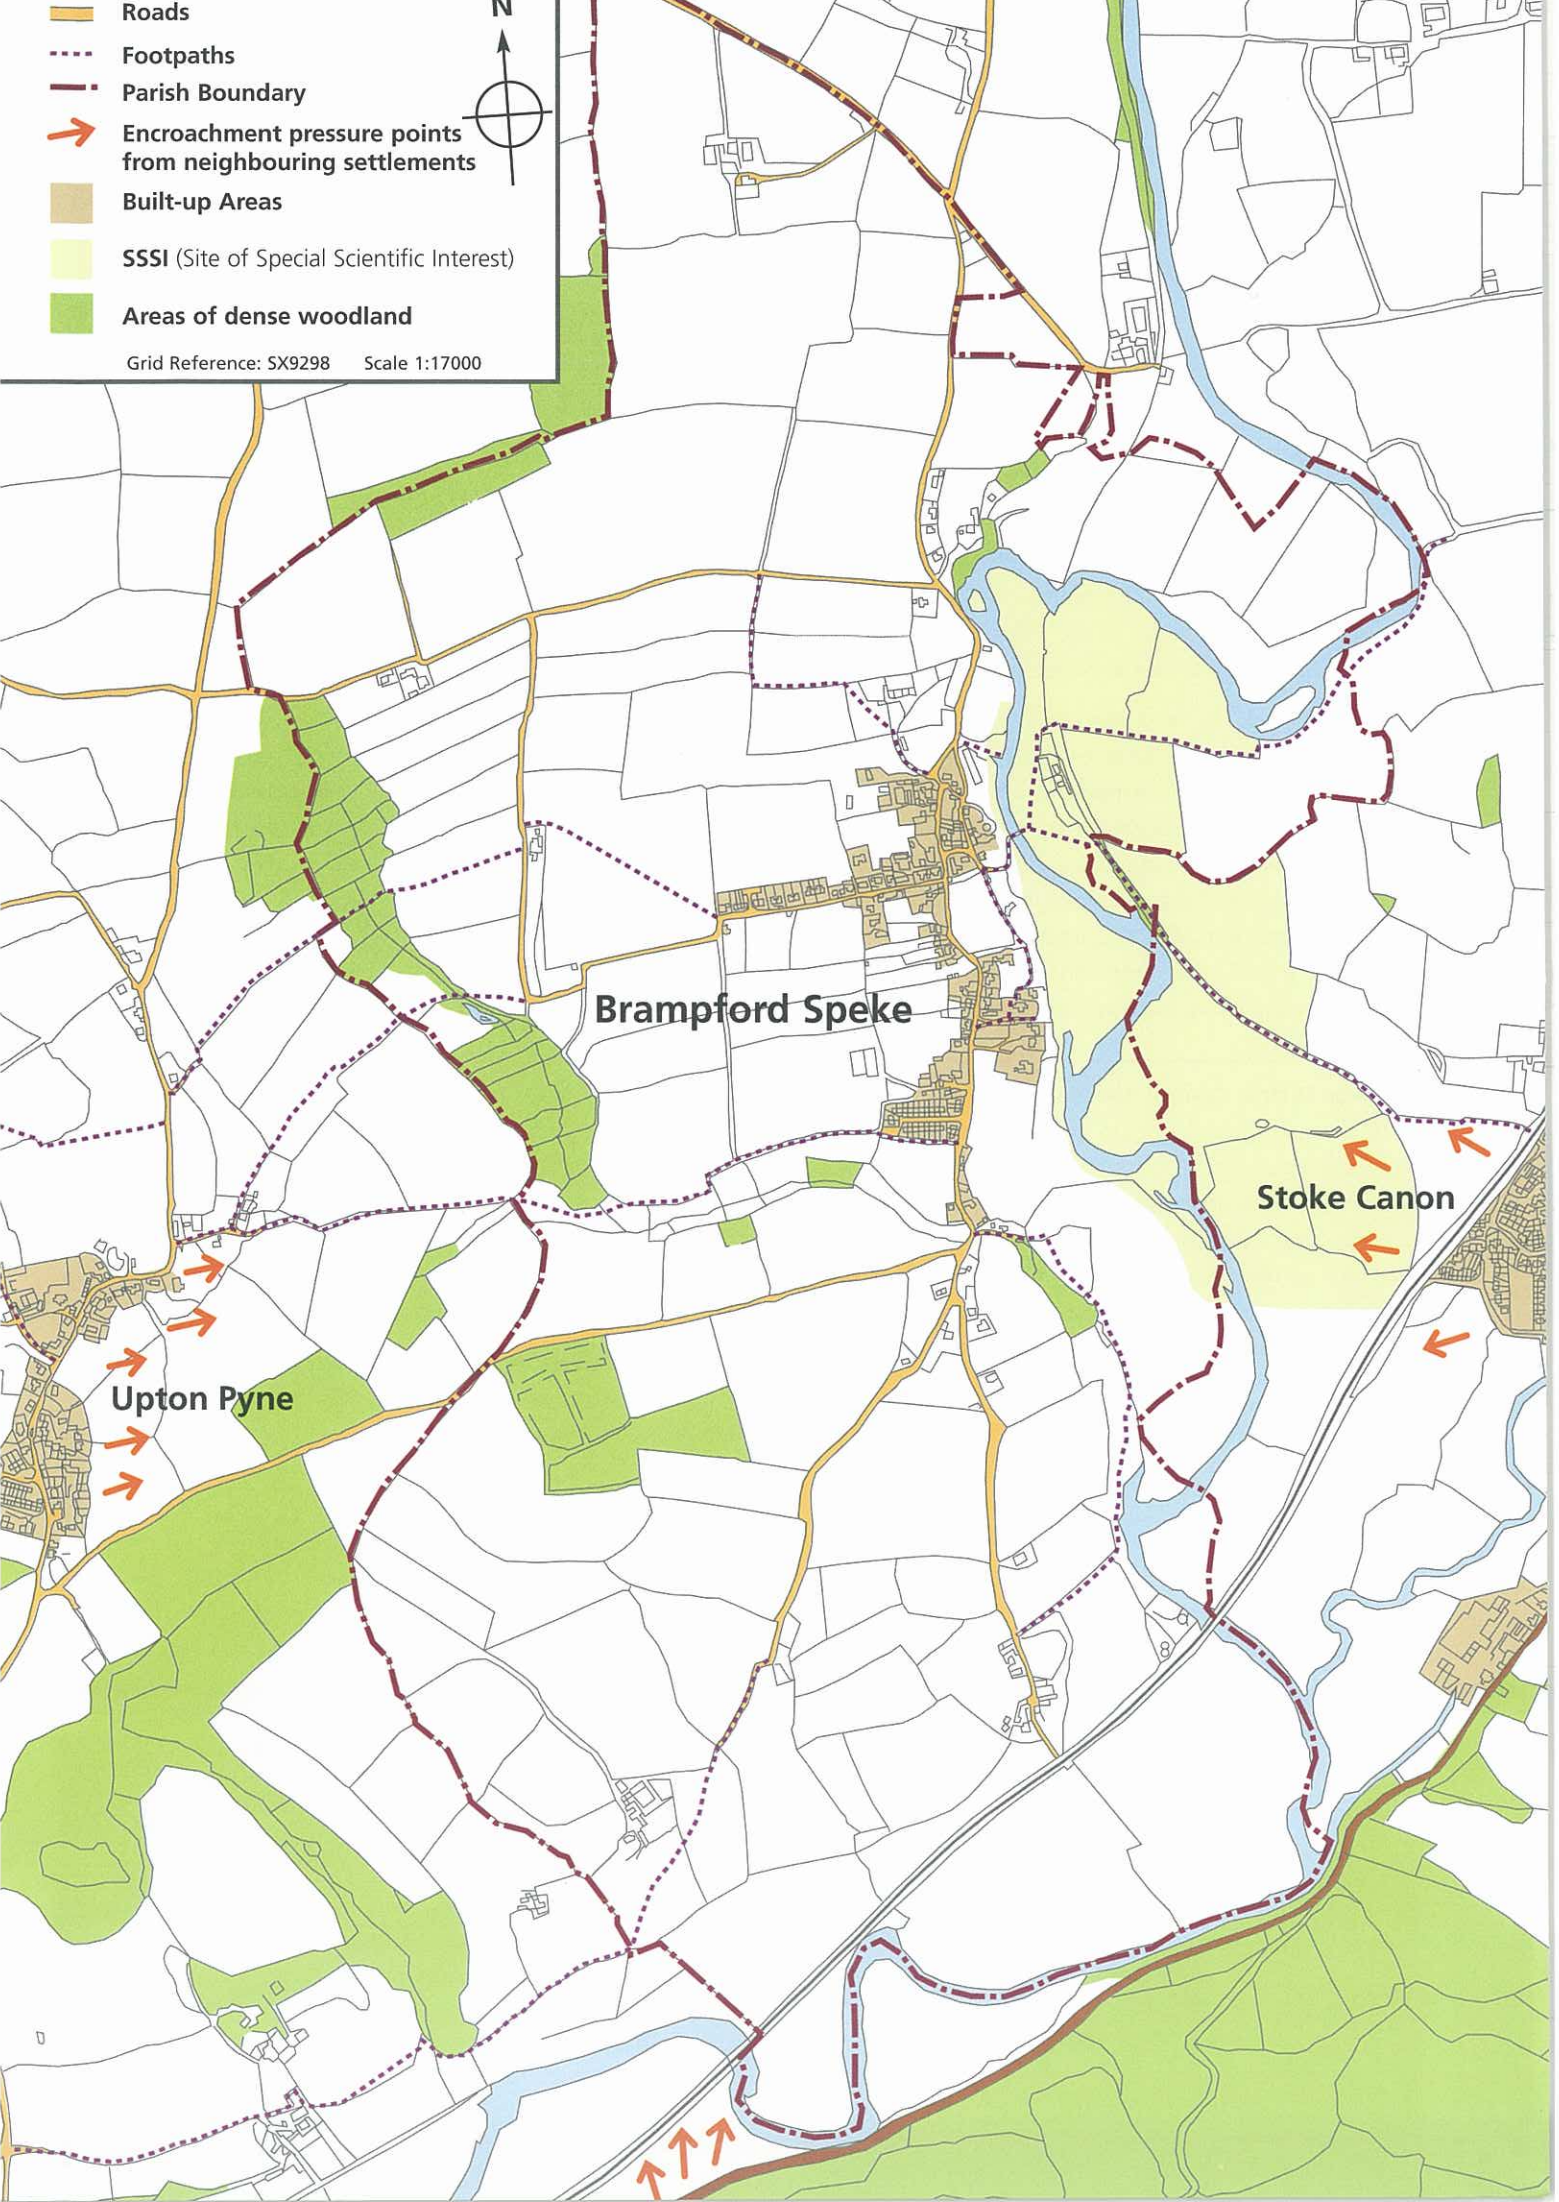 Roads
N
Footpaths
Parish Boundary
Encroachment pressure points
from neighbouring settlements
Built-up Areas
SSSI (Site of Special Scientific Interest)
Areas of dense woodland
Grid Reference: SX9298 Scale 1:17000
Brampford Speke
Stoke Canon
Upton Pyne